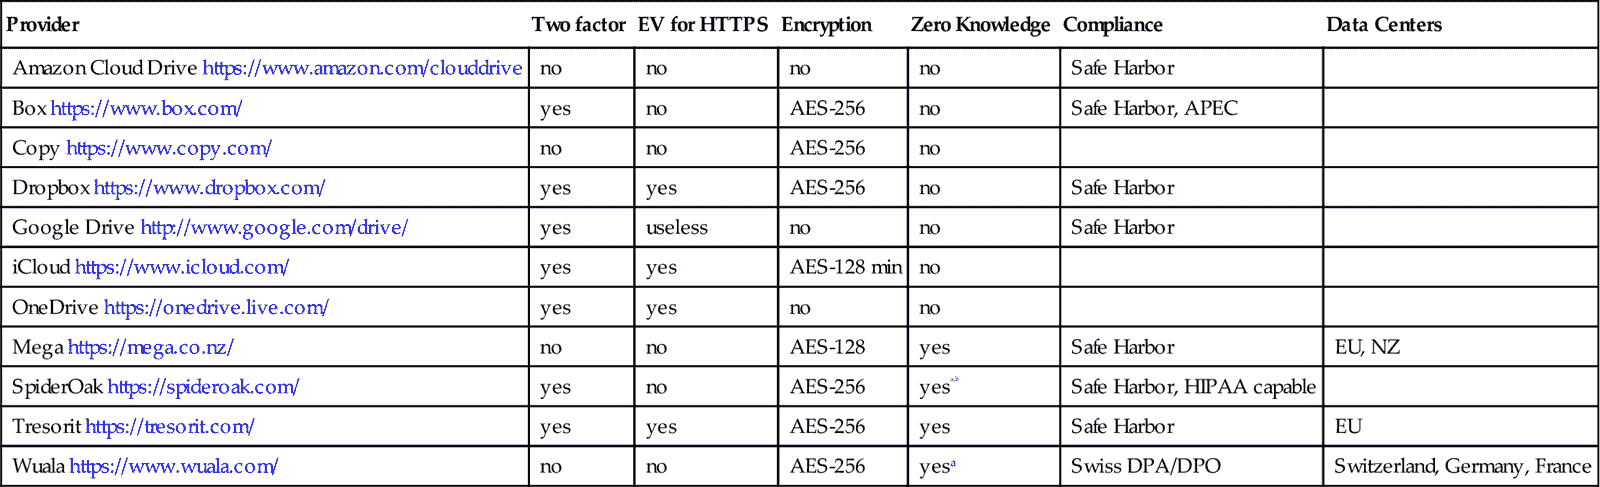 Provider Two factor EV for HTTPS Encryption Zero Knowledge Compliance Data Centers
Amazon Cloud Drive https://www.amazon.com/clouddrive no no no no Safe Harbor
Box https://www.box.com/ yes no AES-256 no Safe Harbor, APEC
Copy https://www.copy.com/ no no AES-256 no
Dropbox https://www.dropbox.com/ yes yes AES-256 no Safe Harbor
Google Drive http://www.google.com/drive/ yes useless no no Safe Harbor
iCloud https://www.icloud.com/ yes yes AES-128 min no
OneDrive https://onedrive.live.com/ yes yes no no
Mega https://mega.co.nz/ no no AES-128 yes Safe Harbor EU, NZ
SpiderOak https://spideroak.com/ yes no AES-256 yes a,b Safe Harbor, HIPAA capable
Tresorit https://tresorit.com/ yes yes AES-256 yes Safe Harbor EU
Wuala https://www.wuala.com/ no no AES-256 yes a Swiss DPA/DPO Switzerland, Germany, France